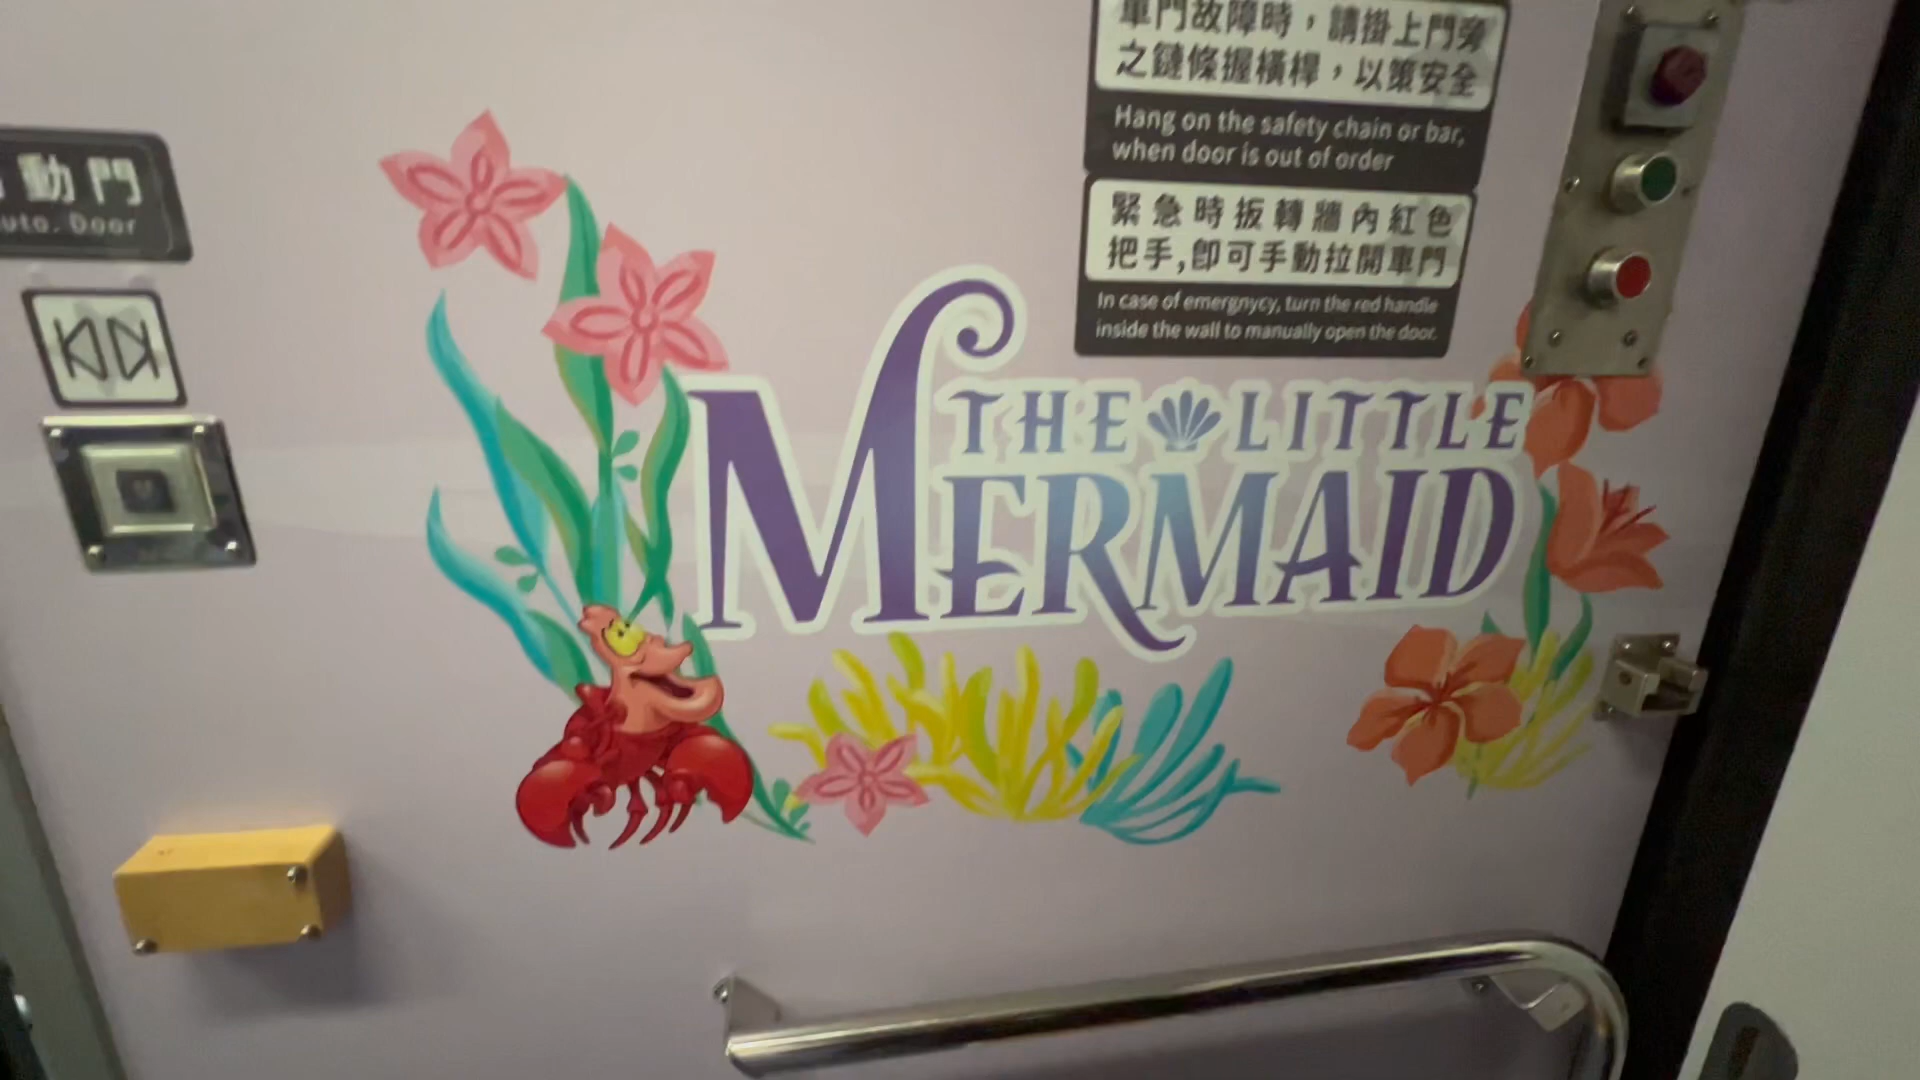 車門故障時，請掛上門旁
之鏈條握橫桿，以策安全
Hang on the safety chain or bar,
when door is out of order
動門
uto. Door
緊急時扳轉牆內紅色
把手,即可手動拉開車門
In case of emergnycy, turn the red handle
inside the wall to manually open the door.
THE LITTLE
MERMAID